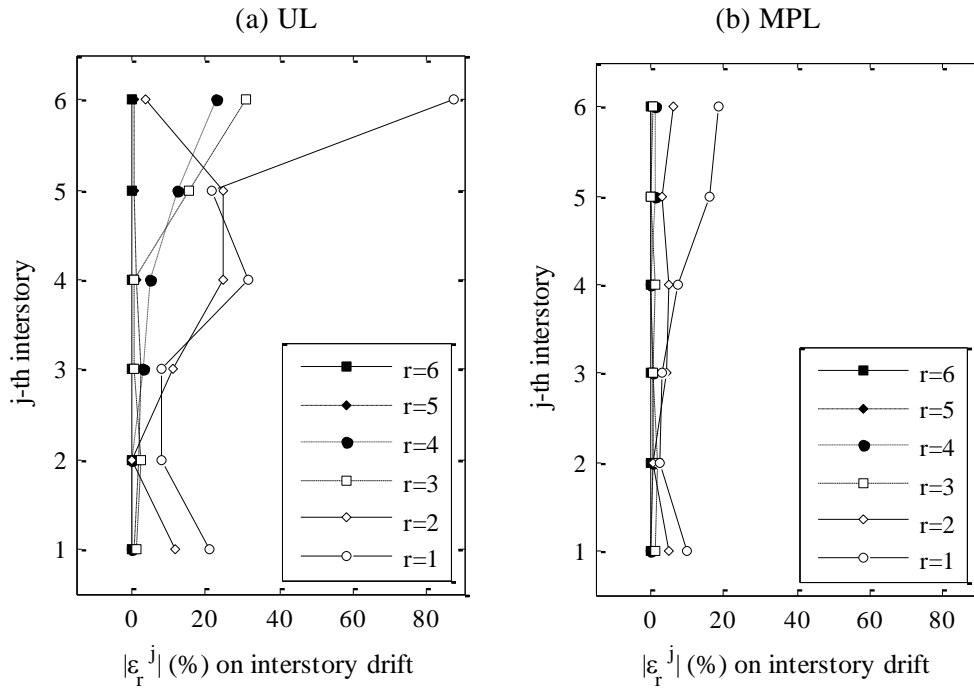 (a) UL
6
5
4
3
2
1
j-th interstory
r=6
r=5
r=4
r=3
r=2
r=1
0 20 40 60 80
|ε_r^j| (%) on interstory drift
(b) MPL
6
5
4
3
2
1
j-th interstory
r=6
r=5
r=4
r=3
r=2
r=1
0 20 40 60 80
|ε_r^j| (%) on interstory drift